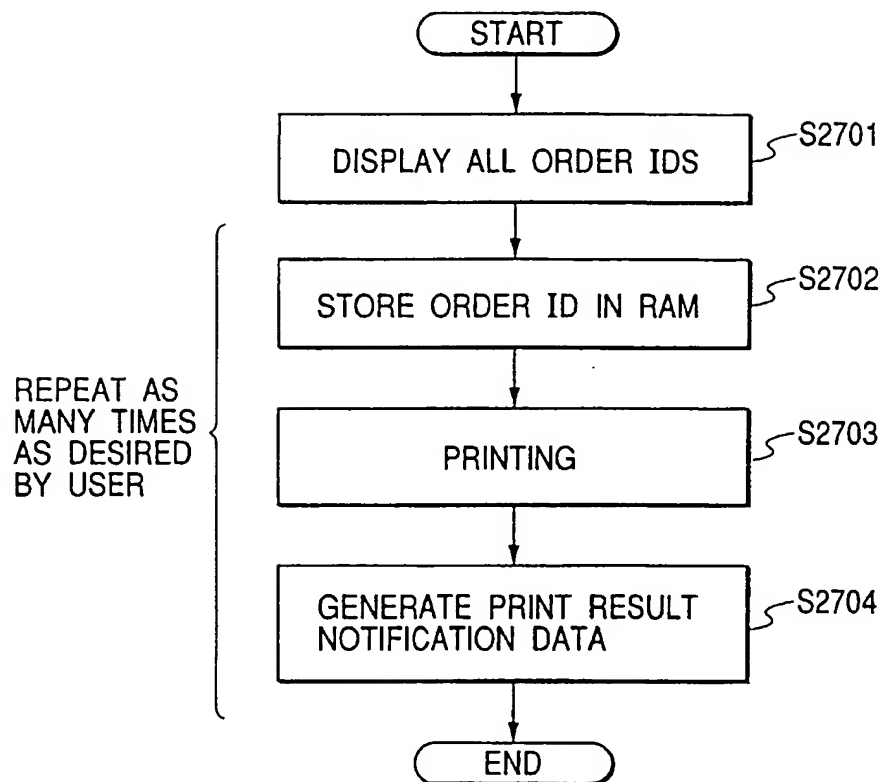 START
DISPLAY ALL ORDER IDS
S2701
STORE ORDER ID IN RAM
S2702
REPEAT AS
MANY TIMES
AS DESIRED
BY USER
PRINTING
S2703
GENERATE PRINT RESULT
NOTIFICATION DATA
S2704
END